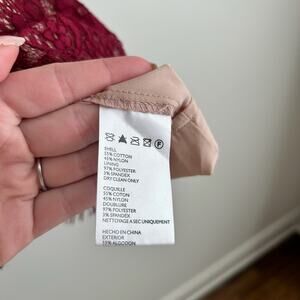 SHELL
55% COTTON
45% NYLON
LINING
97% POLYESTER
3% SPANDEX
DRY CLEAN ONLY
COQUILLE
55% COTON
45% NYLON
DOUBLURE
97% POLYESTER
3% SPANDEX
NETTOYAGE A SEC UNIQUEMENT
HECHO EN CHINA
EXTERIOR
55% ALGODON